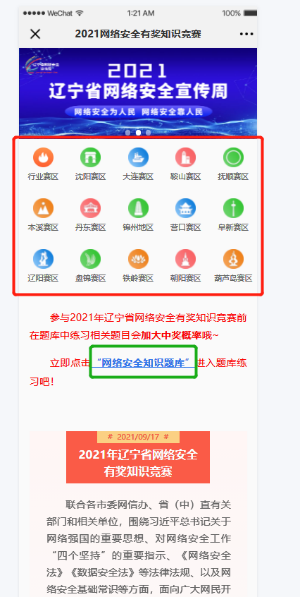 WeChat 1:21 AM 100%
2021网络安全有奖知识竞赛
2021
辽宁省网络安全宣传周
网络安全为人民 网络安全靠人民
行业赛区 沈阳赛区 大连赛区 鞍山赛区 抚顺赛区
本溪赛区 丹东赛区 锦州地区 营口赛区 阜新赛区
辽阳赛区 盘锦赛区 铁岭赛区 朝阳赛区 葫芦岛赛区
参与2021年辽宁省网络安全有奖知识竞赛前
在题库中练习相关题目会加大中奖概率哦~
立即点击“网络安全知识题库”进入题库练
习吧！
# 2021/09/17 #
2021年辽宁省网络安全
有奖知识竞赛
联合各市委网信办、省（中）直有关
部门和相关单位，围绕习近平总书记关于
网络强国的重要思想、对网络安全工作
“四个坚持”的重要指示、《网络安全
法》《数据安全法》等法律法规、以及网
络安全基础常识等方面，面向广大网民开